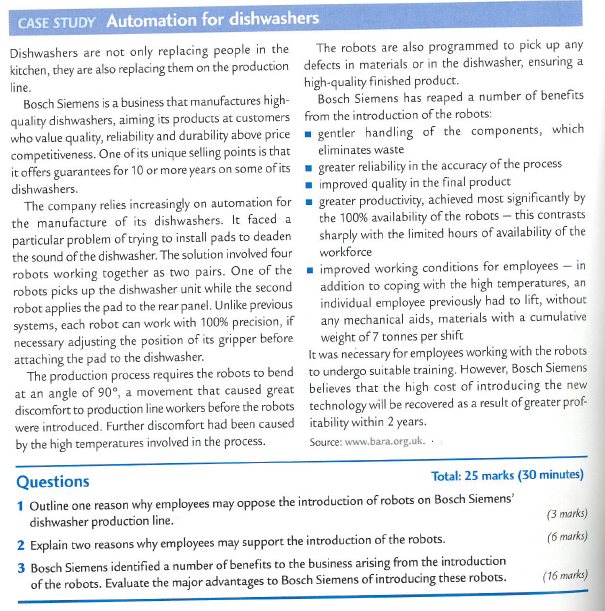 CASE STUDY Automation for dishwashers
Dishwashers are not only replacing people in the
kitchen, they are also replacing them on the production
line.
Bosch Siemens is a business that manufactures high-
quality dishwashers, aiming its products at customers
who value quality, reliability and durability above price
competitiveness. One of its unique selling points is that
it offers guarantees for 10 or more years on some of its
dishwashers.
The company relies increasingly on automation for
the manufacture of its dishwashers. It faced a
particular problem of trying to install pads to deaden
the sound of the dishwasher. The solution involved four
robots working together as two pairs. One of the
robots picks up the dishwasher unit while the second
robot applies the pad to the rear panel. Unlike previous
systems, each robot can work with 100% precision, if
necessary adjusting the position of its gripper before
attaching the pad to the dishwasher.
The production process requires the robots to bend
at an angle of 90°, a movement that caused great
discomfort to production line workers before the robots
were introduced. Further discomfort had been caused
by the high temperatures involved in the process.
The robots are also programmed to pick up any
defects in materials or in the dishwasher, ensuring a
high-quality finished product.
Bosch Siemens has reaped a number of benefits
from the introduction of the robots:
■ gentler handling of the components, which
eliminates waste
■ greater reliability in the accuracy of the process
■ improved quality in the final product
■ greater productivity, achieved most significantly by
the 100% availability of the robots — this contrasts
sharply with the limited hours of availability of the
workforce
■ improved working conditions for employees — in
addition to coping with the high temperatures, an
individual employee previously had to lift, without
any mechanical aids, materials with a cumulative
weight of 7 tonnes per shift
It was necessary for employees working with the robots
to undergo suitable training. However, Bosch Siemens
believes that the high cost of introducing the new
technology will be recovered as a result of greater prof-
itability within 2 years.
Source: www.bara.org.uk.
Questions Total: 25 marks (30 minutes)
1 Outline one reason why employees may oppose the introduction of robots on Bosch Siemens'
dishwasher production line. (3 marks)
2 Explain two reasons why employees may support the introduction of the robots. (6 marks)
3 Bosch Siemens identified a number of benefits to the business arising from the introduction
of the robots. Evaluate the major advantages to Bosch Siemens of introducing these robots. (16 marks)